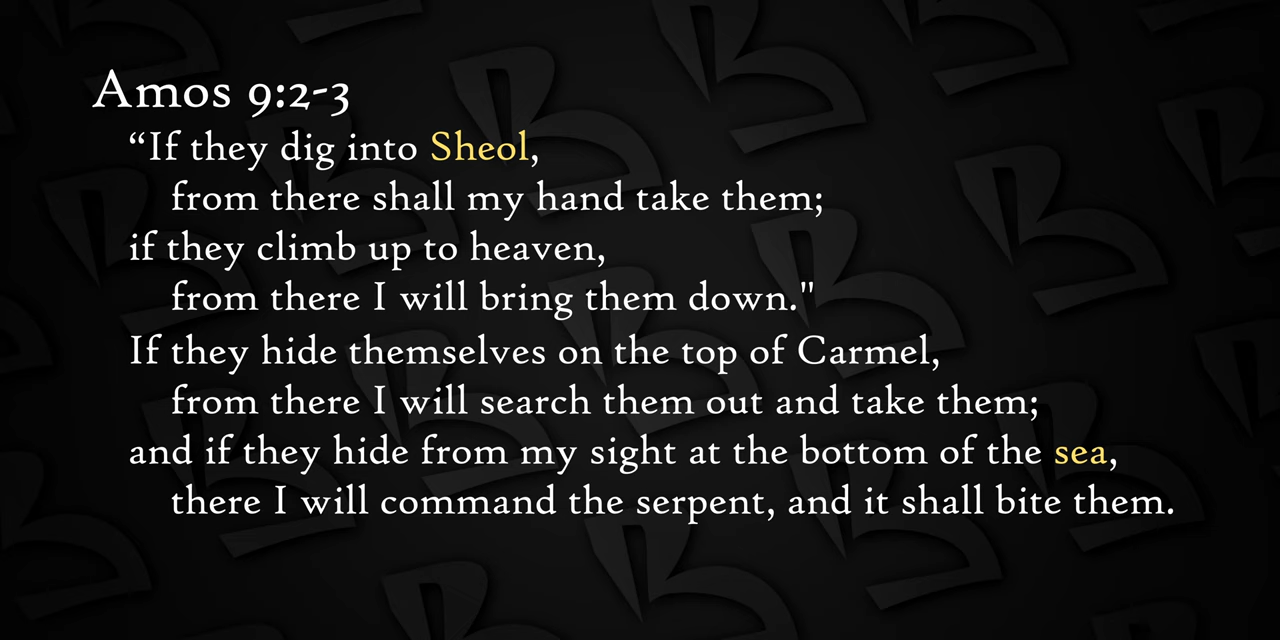 Amos 9:2-3
“If they dig into Sheol,
from there shall my hand take them;
if they climb up to heaven,
from there I will bring them down."
If they hide themselves on the top of Carmel,
from there I will search them out and take them;
and if they hide from my sight at the bottom of the sea,
there I will command the serpent, and it shall bite them.